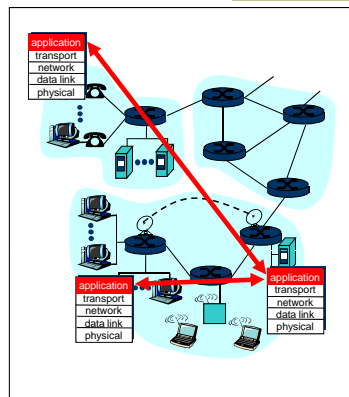 application
transport
network
data link
physical
application
transport
network
data link
physical
application
transport
network
data link
physical